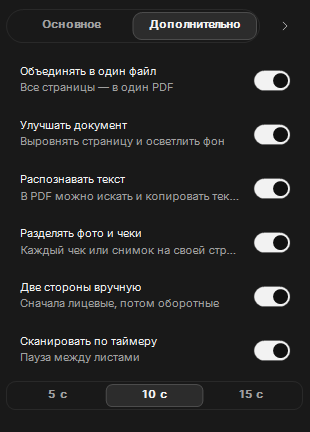 Основное Дополнительно
Объединять в один файл
Все страницы — в один PDF
Улучшать документ
Выровнять страницу и осветлить фон
Распознавать текст
В PDF можно искать и копировать тек...
Разделять фото и чеки
Каждый чек или снимок на своей стр...
Две стороны вручную
Сначала лицевые, потом оборотные
Сканировать по таймеру
Пауза между листами
5 с 10 с 15 с